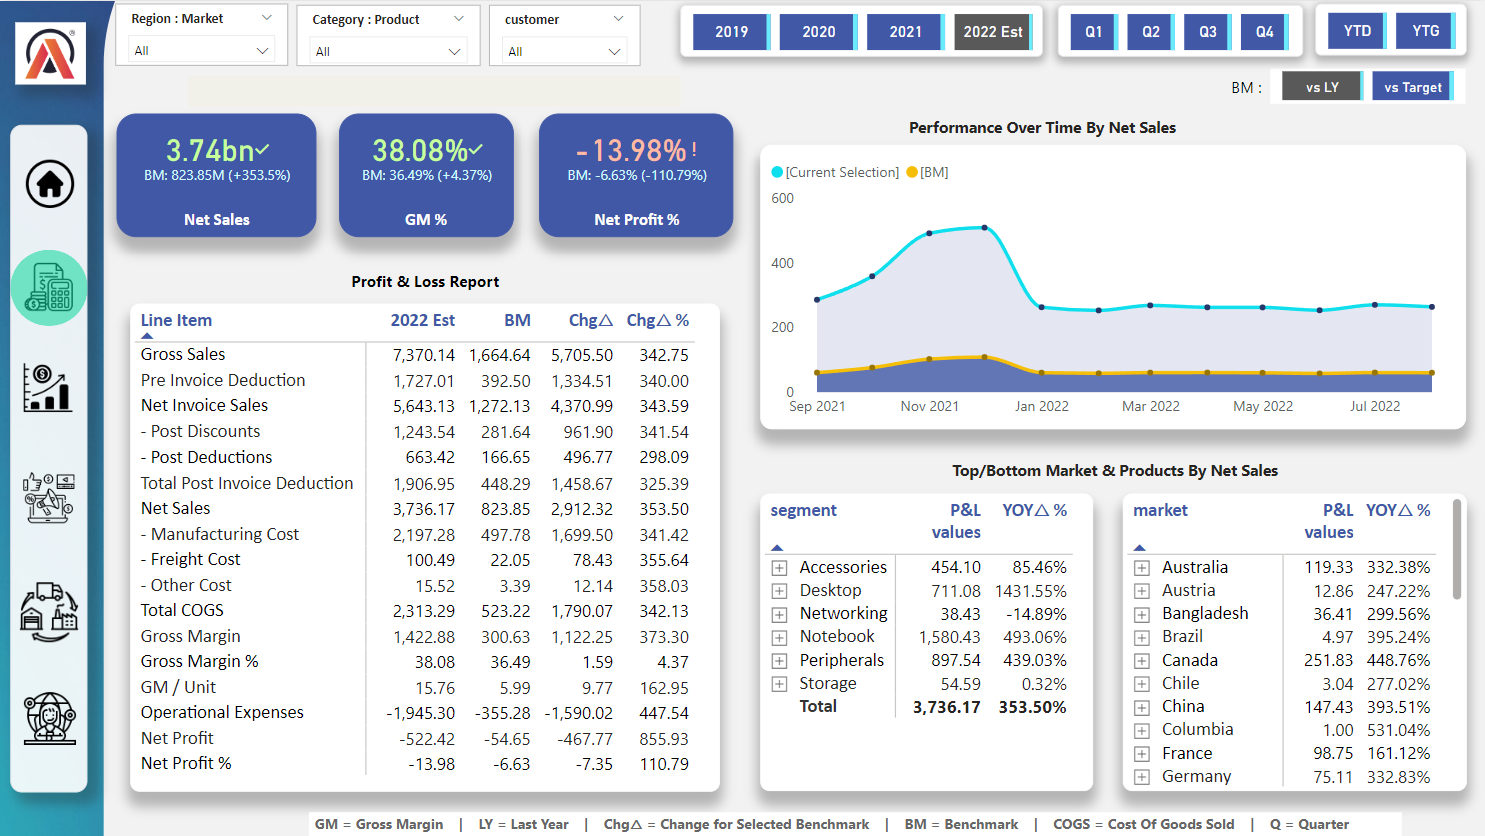 Region : Market
All
Category : Product
All
customer
All
2019 2020 2021 2022 Est
Q1 Q2 Q3 Q4
YTD YTG
BM : vs LY vs Target
3.74bn
BM: 823.85M (+353.5%)
Net Sales
38.08%
BM: 36.49% (+4.37%)
GM %
-13.98% !
BM: -6.63% (-110.79%)
Net Profit %
Profit & Loss Report
Line Item 2022 Est BM Chg△ Chg△ %
Gross Sales 7,370.14 1,664.64 5,705.50 342.75
Pre Invoice Deduction 1,727.01 392.50 1,334.51 340.00
Net Invoice Sales 5,643.13 1,272.13 4,370.99 343.59
- Post Discounts 1,243.54 281.64 961.90 341.54
- Post Deductions 663.42 166.65 496.77 298.09
Total Post Invoice Deduction 1,906.95 448.29 1,458.67 325.39
Net Sales 3,736.17 823.85 2,912.32 353.50
- Manufacturing Cost 2,197.28 497.78 1,699.50 341.42
- Freight Cost 100.49 22.05 78.43 355.64
- Other Cost 15.52 3.39 12.14 358.03
Total COGS 2,313.29 523.22 1,790.07 342.13
Gross Margin 1,422.88 300.63 1,122.25 373.30
Gross Margin % 38.08 36.49 1.59 4.37
GM / Unit 15.76 5.99 9.77 162.95
Operational Expenses -1,945.30 -355.28 -1,590.02 447.54
Net Profit -522.42 -54.65 -467.77 855.93
Net Profit % -13.98 -6.63 -7.35 110.79
Performance Over Time By Net Sales
[Current Selection] [BM]
600
400
200
0
Sep 2021 Nov 2021 Jan 2022 Mar 2022 May 2022 Jul 2022
Top/Bottom Market & Products By Net Sales
segment P&L values YOY△ %
Accessories 454.10 85.46%
Desktop 711.08 1431.55%
Networking 38.43 -14.89%
Notebook 1,580.43 493.06%
Peripherals 897.54 439.03%
Storage 54.59 0.32%
Total 3,736.17 353.50%
market P&L values YOY△ %
Australia 119.33 332.38%
Austria 12.86 247.22%
Bangladesh 36.41 299.56%
Brazil 4.97 395.24%
Canada 251.83 448.76%
Chile 3.04 277.02%
China 147.43 393.51%
Columbia 1.00 531.04%
France 98.75 161.12%
Germany 75.11 332.83%
GM = Gross Margin | LY = Last Year | Chg△ = Change for Selected Benchmark | BM = Benchmark | COGS = Cost Of Goods Sold | Q = Quarter